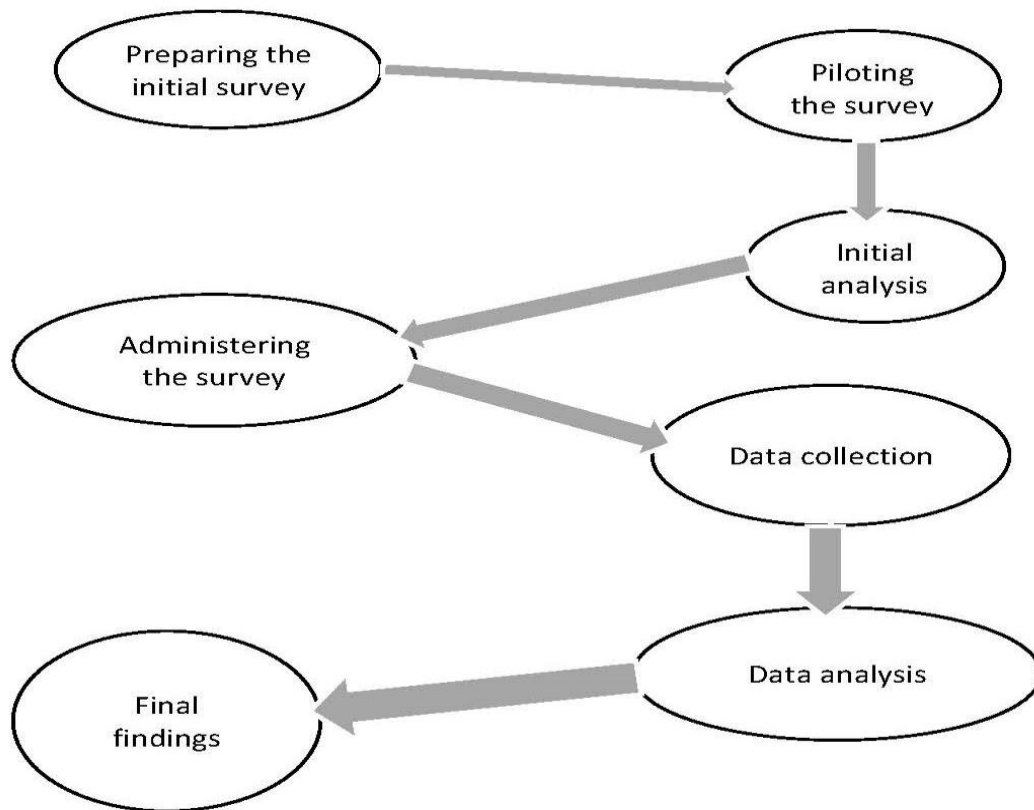 Preparing the
initial survey
Piloting
the survey
Initial
analysis
Administering
the survey
Data collection
Data analysis
Final
findings